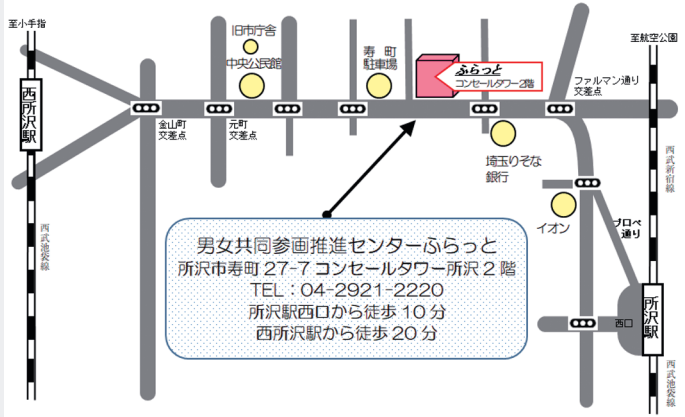 至小手指
旧市庁舎
中央公民館
寿町
駐車場
ふらっと
コンセールタワー2階
至航空公園
ファルマン通り
交差点
西所沢駅
金山町
交差点
元町
交差点
埼玉りそな
銀行
西武新宿線
イオン
プロペ
通り
西武池袋線
男女共同参画推進センターふらっと
所沢市寿町27-7コンセールタワー所沢2階
TEL：04-2921-2220
所沢駅西口から徒歩10分
西所沢駅から徒歩20分
西口
所沢駅
西武池袋線